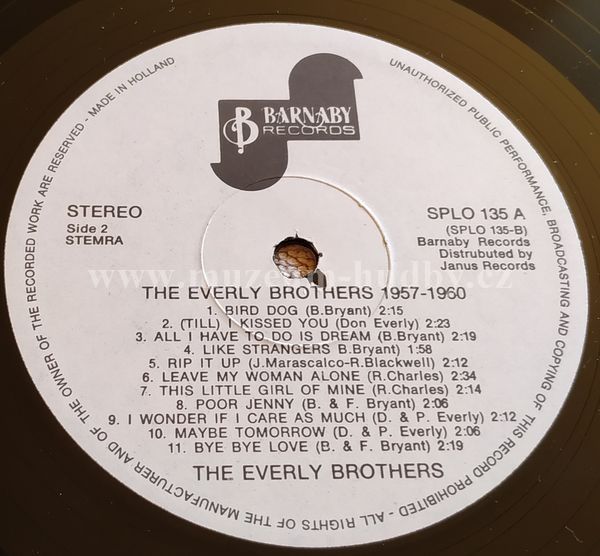 B BARNABY
RECORDS
STEREO
Side 2
STEMRA
SPLO 135 A
(SPLO 135-B)
Barnaby Records
Distrubuted by
Janus Records
www.muzeum-hudby.cz
THE EVERLY BROTHERS 1957-1960
1. BIRD DOG (B.Bryant) 2:15
2. (TILL) I KISSED YOU (Don Everly) 2:23
3. ALL I HAVE TO DO IS DREAM (B.Bryant) 2:19
4. LIKE STRANGERS B.Bryant) 1:58
5. RIP IT UP (J.Marascalco-R.Blackwell) 2:12
6. LEAVE MY WOMAN ALONE (R.Charles) 2:34
7. THIS LITTLE GIRL OF MINE (R.Charles) 2:14
8. POOR JENNY (B. & F. Bryant) 2:06
9. I WONDER IF I CARE AS MUCH (D. & P. Everly) 2:12
10. MAYBE TOMORROW (D. & P. Everly) 2:06
11. BYE BYE LOVE (B. & F. Bryant) 2:19
THE EVERLY BROTHERS
UNAUTHORIZED PUBLIC PERFORMANCE, BROADCASTING AND COPYING OF THIS RECORD PROHIBITED - ALL RIGHTS OF THE MANUFACTURER AND OF THE OWNER OF THE RECORDED WORK ARE RESERVED - MADE IN HOLLAND